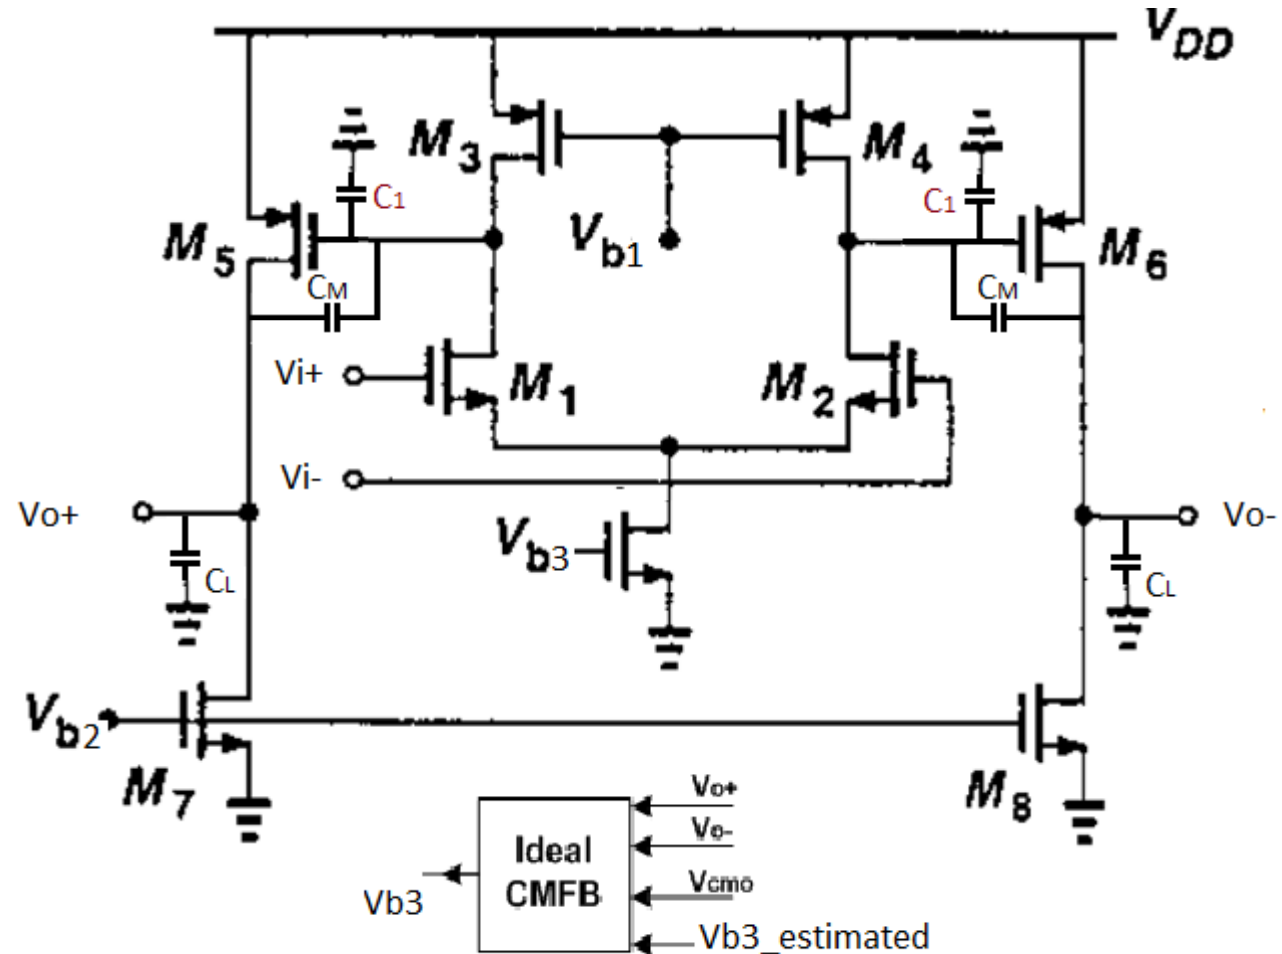 VDD
M3
M4
C1
C1
M5
Vb1
M6
CM
CM
Vi+
M1
M2
Vi-
Vo+
Vo-
Vb3
CL
CL
Vb2
M7
M8
Vo+
Ideal
CMFB
Vo-
Vcmo
Vb3
Vb3_estimated